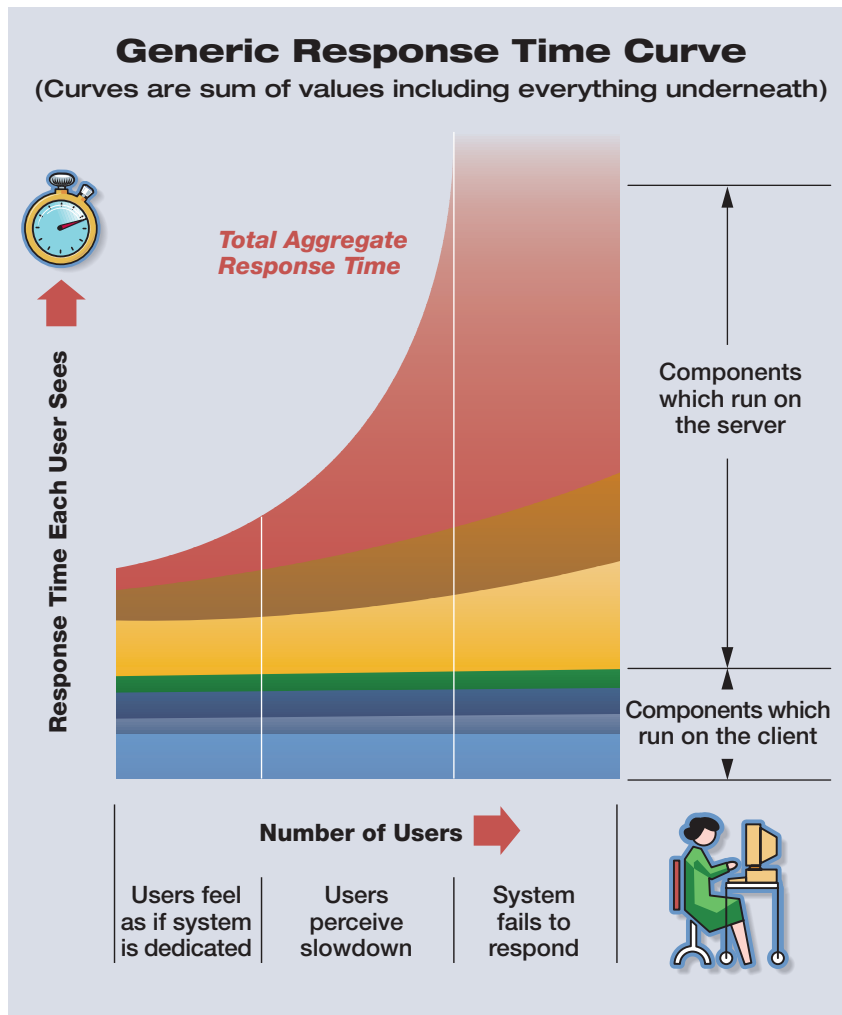 Generic Response Time Curve
(Curves are sum of values including everything underneath)
Total Aggregate
Response Time
Response Time Each User Sees
Components
which run on
the server
Components which
run on the client
Number of Users
Users feel
as if system
is dedicated
Users
perceive
slowdown
System
fails to
respond